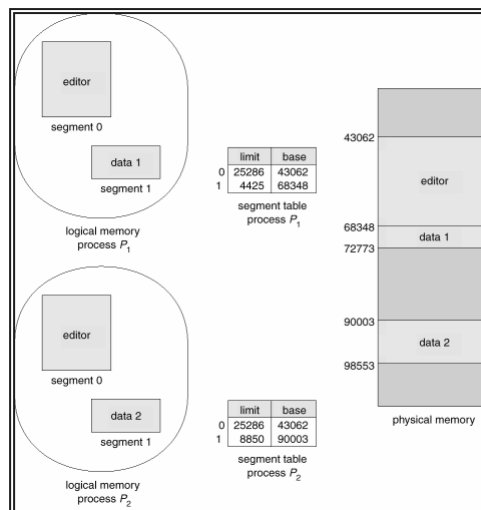 editor
segment 0
data 1
segment 1
logical memory
process P1
limit base
0 25286 43062
1 4425 68348
segment table
process P1
editor
segment 0
data 2
segment 1
logical memory
process P2
limit base
0 25286 43062
1 8850 90003
segment table
process P2
43062
editor
68348
data 1
72773
90003
data 2
98553
physical memory